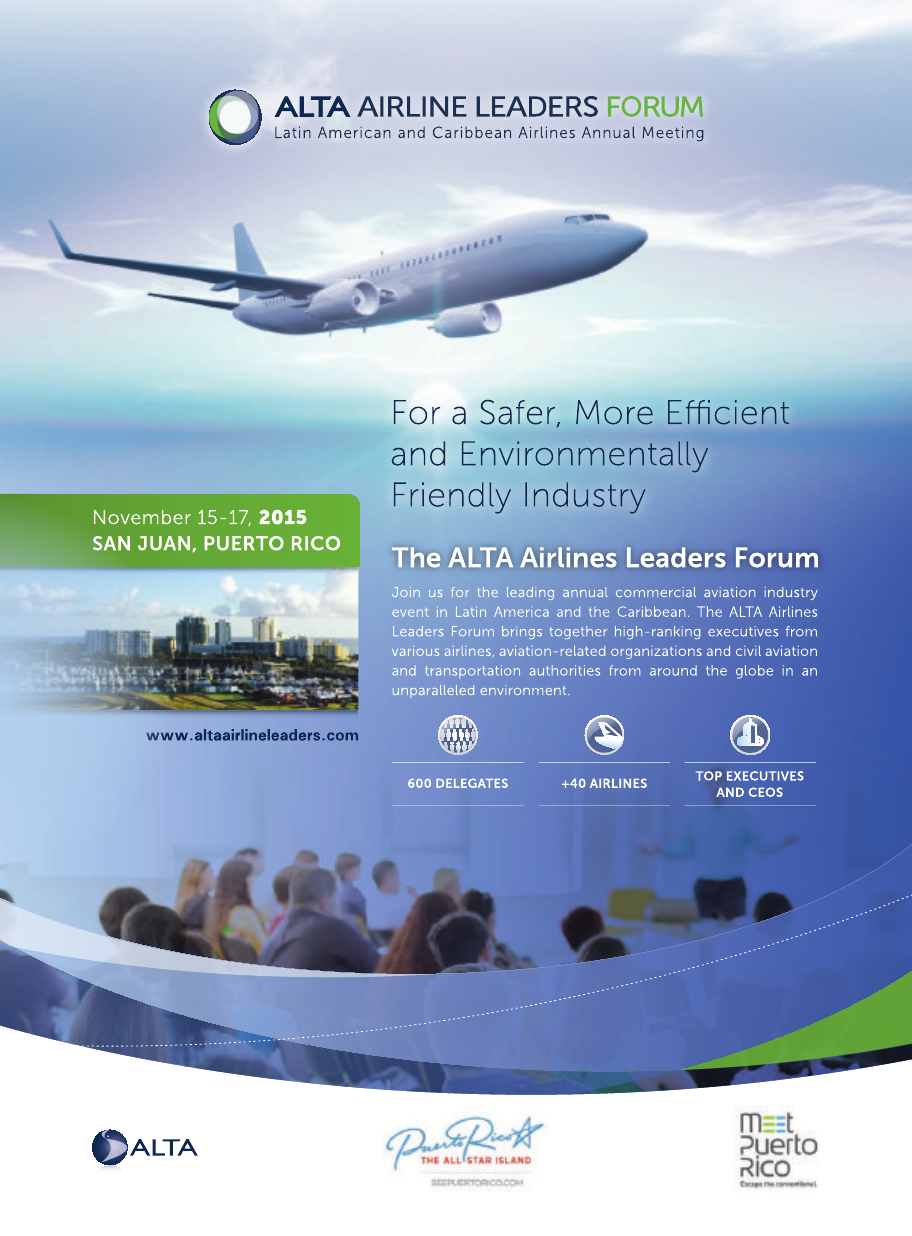 ALTA AIRLINE LEADERS FORUM
Latin American and Caribbean Airlines Annual Meeting
For a Safer, More Efficient
and Environmentally
Friendly Industry
November 15-17, 2015
SAN JUAN, PUERTO RICO
The ALTA Airlines Leaders Forum
Join us for the leading annual commercial aviation industry
event in Latin America and the Caribbean. The ALTA Airlines
Leaders Forum brings together high-ranking executives from
various airlines, aviation-related organizations and civil aviation
and transportation authorities from around the globe in an
unparalleled environment.
www.altaairlineleaders.com
600 DELEGATES
+40 AIRLINES
TOP EXECUTIVES
AND CEOS
ALTA
Puerto Rico
THE ALL STAR ISLAND
SEEPUERTORICO.COM
meet
Puerto
Rico
Escape the conventional.